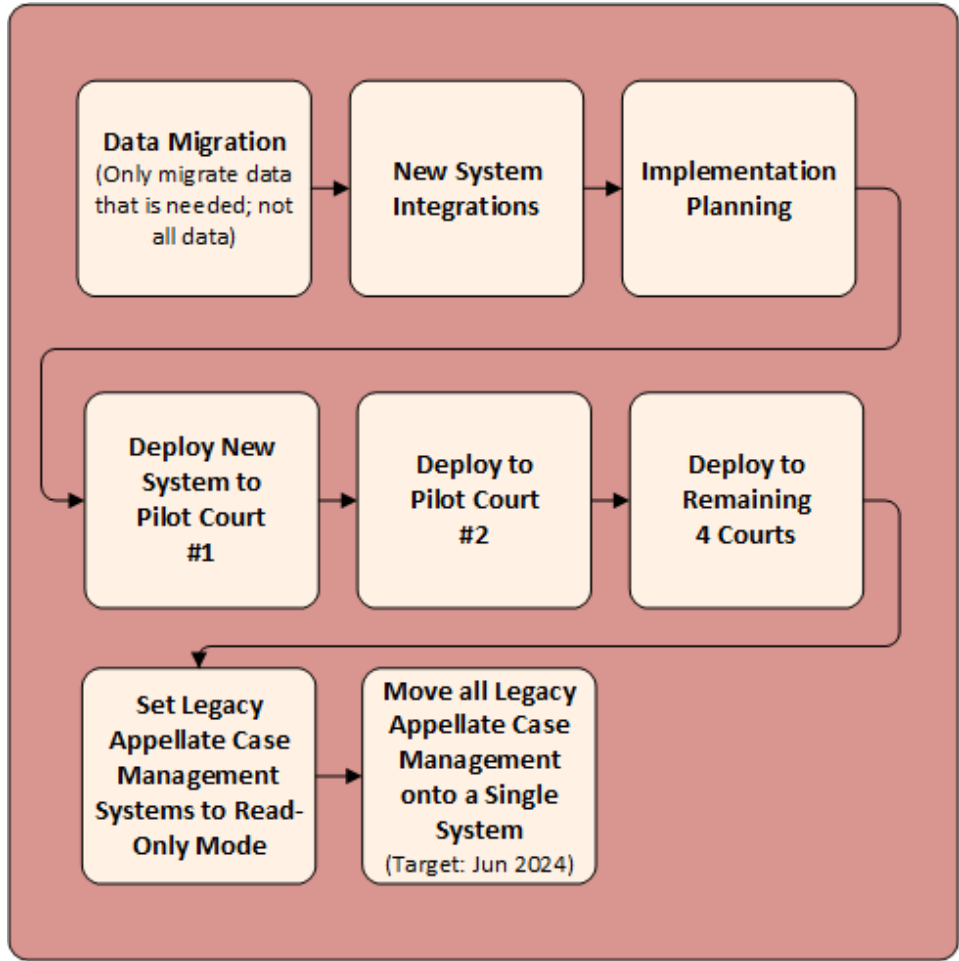 Data Migration
(Only migrate data
that is needed; not
all data)
New System
Integrations
Implementation
Planning
Deploy New
System to
Pilot Court
#1
Deploy to
Pilot Court
#2
Deploy to
Remaining
4 Courts
Set Legacy
Appellate Case
Management
Systems to Read-
Only Mode
Move all Legacy
Appellate Case
Management
onto a Single
System
(Target: Jun 2024)